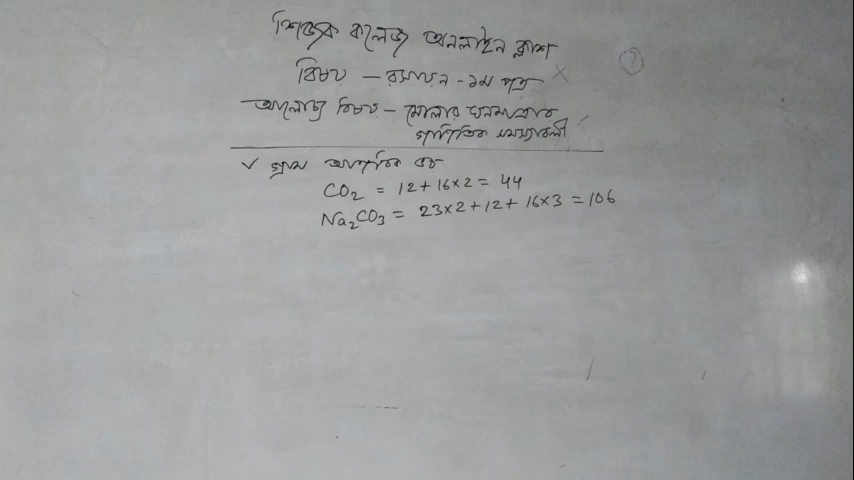 কলেজ অনলাইন ক্লাশ
বিষয় – রসায়ন - ১ম পত্র
আলোচ্য বিষয় – মোলার ঘনমাত্রার
গাণিতিক সমস্যাবলী
✓ গ্রাম আণবিক ভর
CO₂ = 12 + 16×2 = 44
Na₂CO₃ = 23×2 + 12 + 16×3 = 106